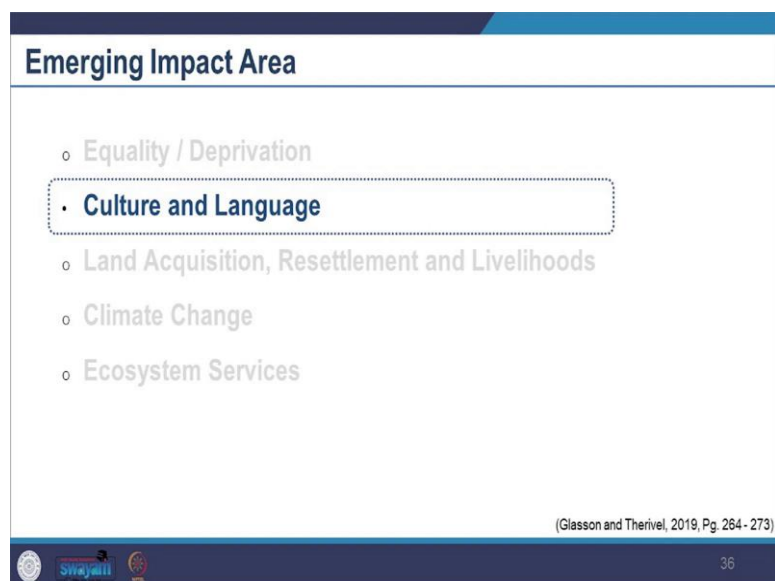 Emerging Impact Area
o Equality / Deprivation
· Culture and Language
o Land Acquisition, Resettlement and Livelihoods
o Climate Change
o Ecosystem Services
(Glasson and Therivel, 2019, Pg. 264 - 273)
swayam 36